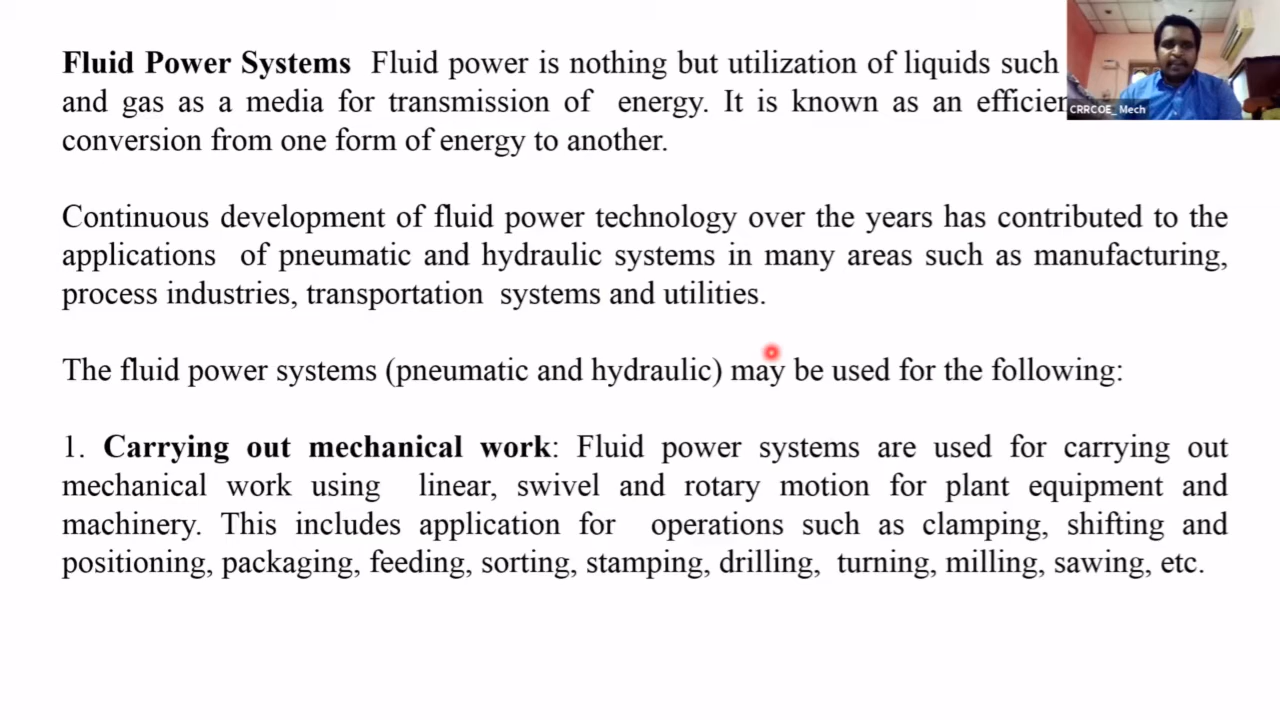 Fluid Power Systems Fluid power is nothing but utilization of liquids such
and gas as a media for transmission of energy. It is known as an
conversion from one form of energy to another.
Continuous development of fluid power technology over the years has contributed to the
applications of pneumatic and hydraulic systems in many areas such as manufacturing,
process industries, transportation systems and utilities.
The fluid power systems (pneumatic and hydraulic) may be used for the following:
1. Carrying out mechanical work: Fluid power systems are used for carrying out
mechanical work using linear, swivel and rotary motion for plant equipment and
machinery. This includes application for operations such as clamping, shifting and
positioning, packaging, feeding, sorting, stamping, drilling, turning, milling, sawing, etc.
CRRCOE_ Mech